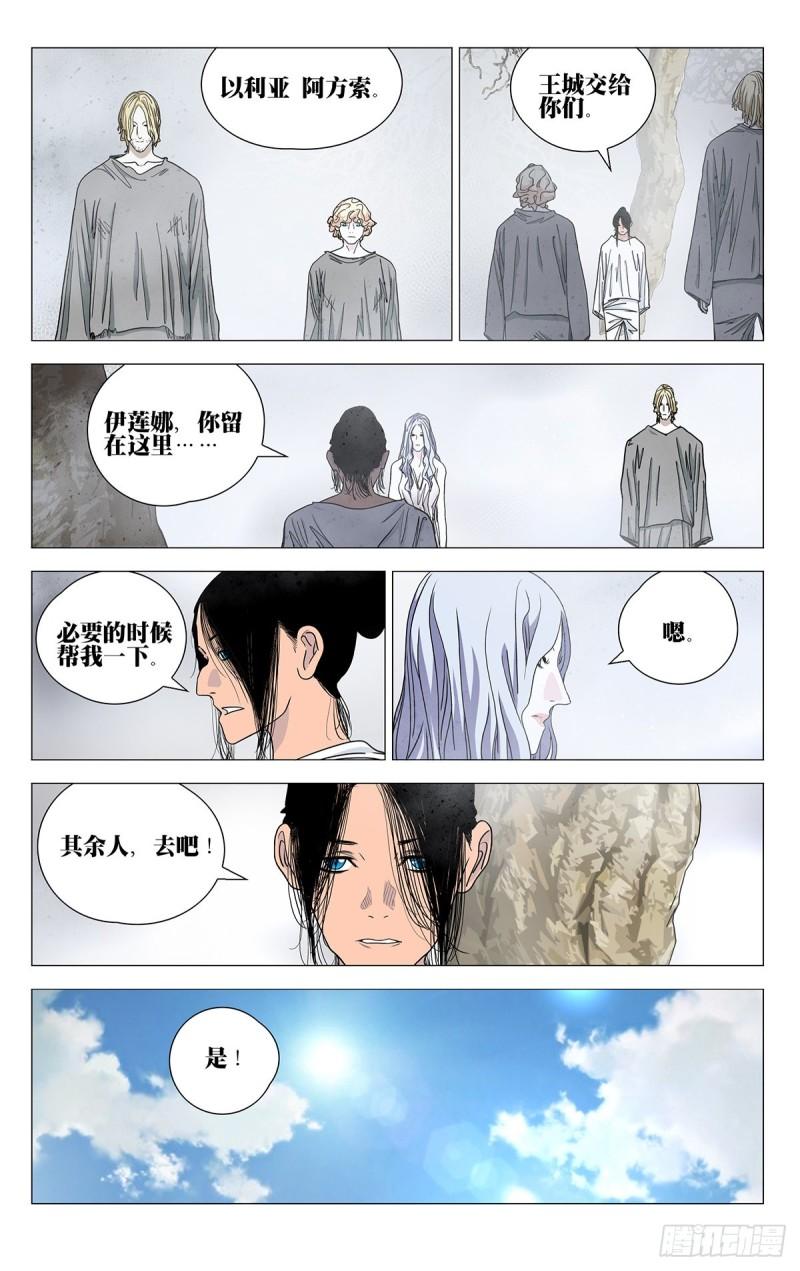 以利亚 阿方索。
王城交给
你们。
伊莲娜，你留
在这里……
必要的时候
帮我一下。
嗯。
其余人，去吧！
是！
腾讯动漫